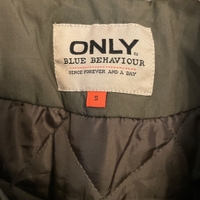 ONLY
BLUE BEHAVIOUR
SINCE FOREVER AND A DAY
S